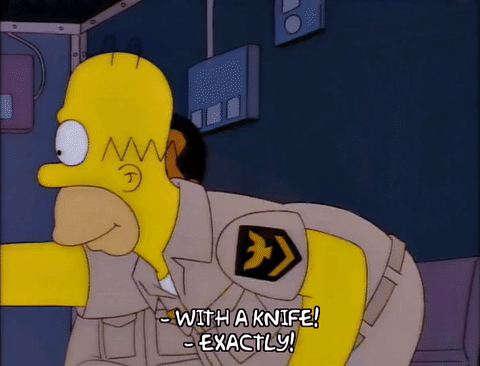 - WITH A KNIFE!
- EXACTLY!